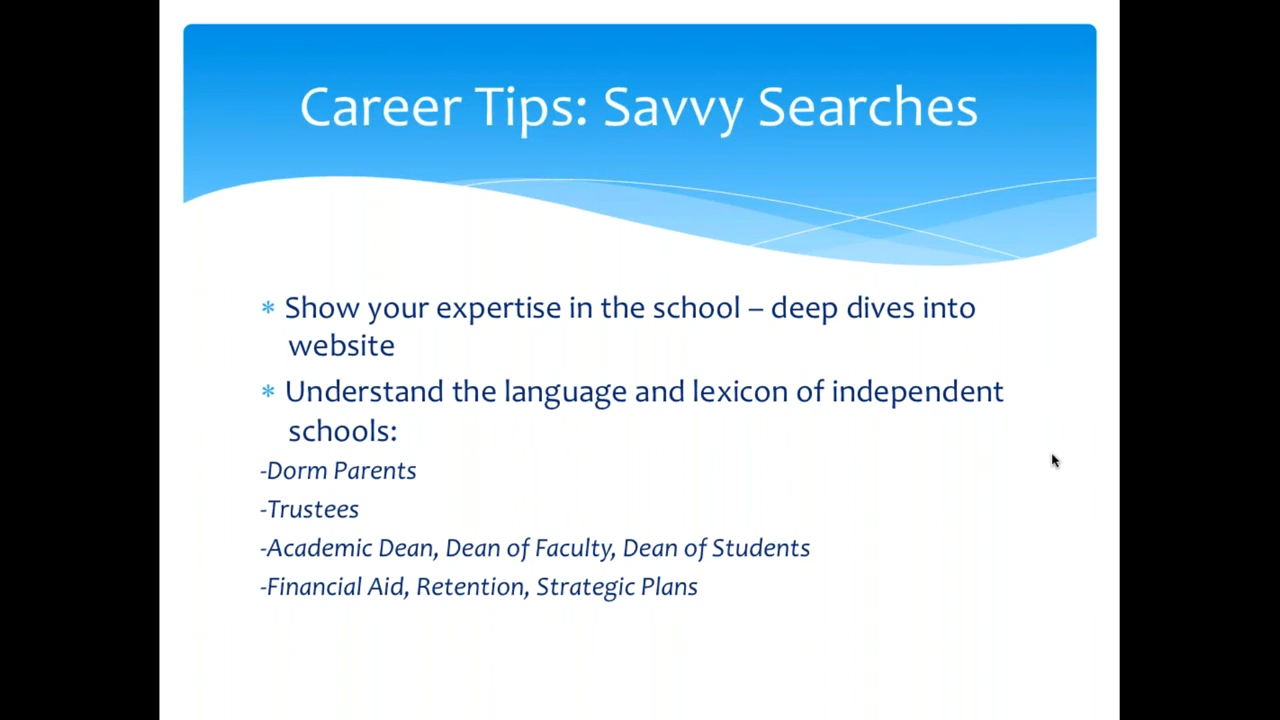 Career Tips: Savvy Searches
* Show your expertise in the school – deep dives into
website
* Understand the language and lexicon of independent
schools:
-Dorm Parents
-Trustees
-Academic Dean, Dean of Faculty, Dean of Students
-Financial Aid, Retention, Strategic Plans